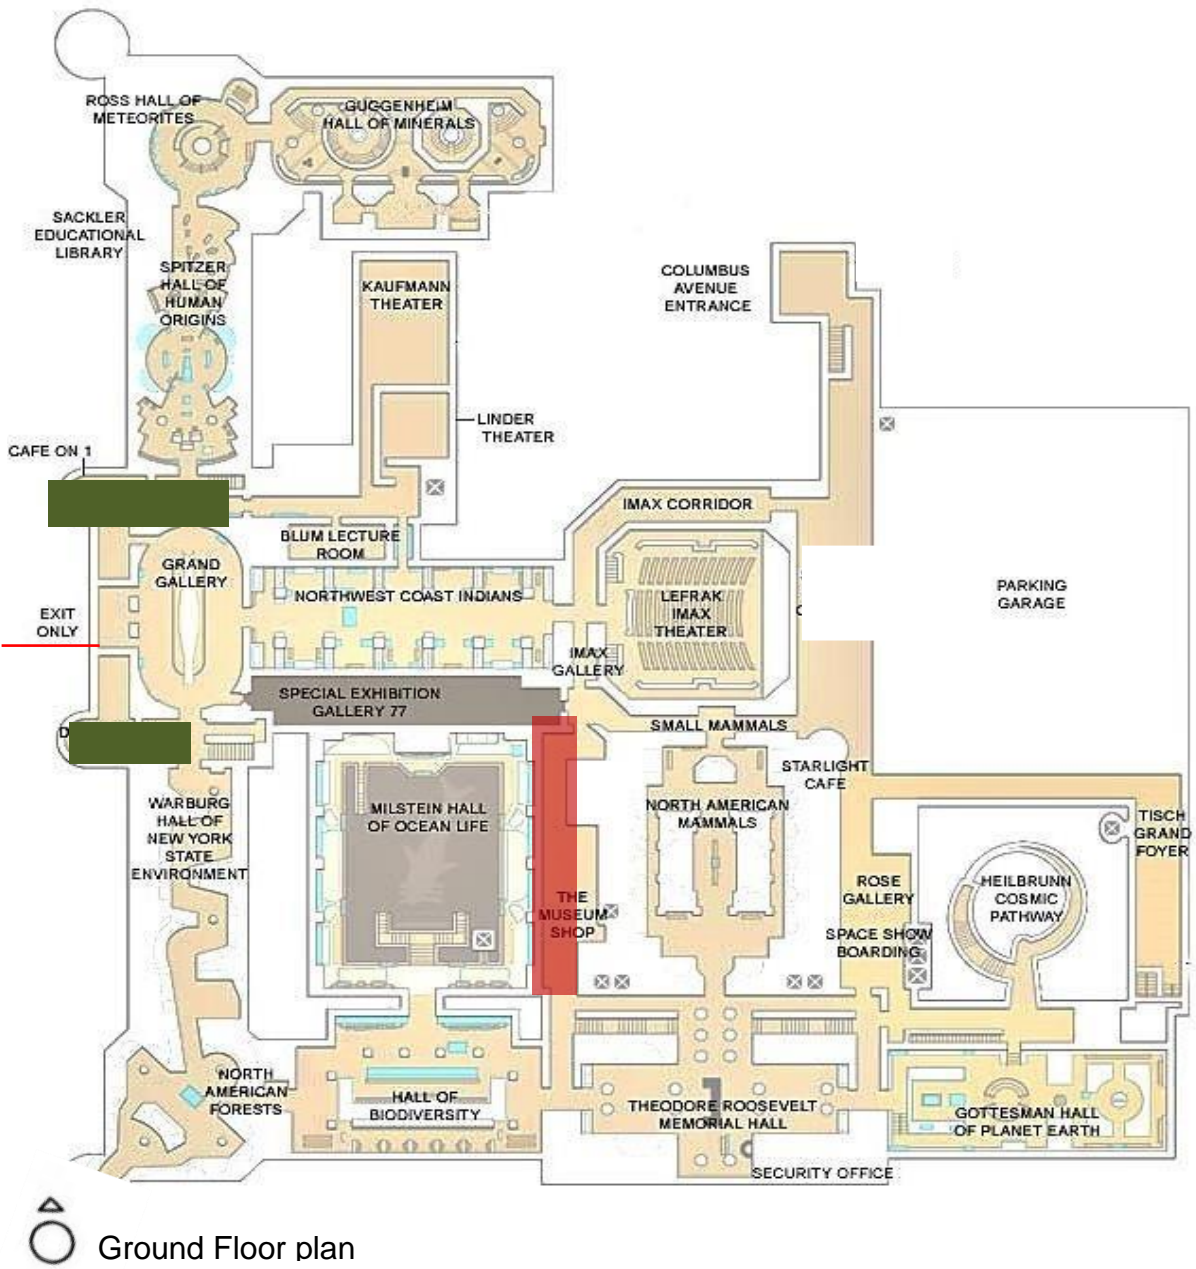 ROSS HALL OF
METEORITES
GUGGENHEIM
HALL OF MINERALS
SACKLER
EDUCATIONAL
LIBRARY
SPITZER
HALL OF
HUMAN
ORIGINS
KAUFMANN
THEATER
COLUMBUS
AVENUE
ENTRANCE
LINDER
THEATER
CAFE ON 1
IMAX CORRIDOR
BLUM LECTURE
ROOM
GRAND
GALLERY
NORTHWEST COAST INDIANS
LEFRAK
IMAX
THEATER
PARKING
GARAGE
EXIT
ONLY
IMAX
GALLERY
SPECIAL EXHIBITION
GALLERY 77
SMALL MAMMALS
STARLIGHT
CAFE
WARBURG
HALL OF
NEW YORK
STATE
ENVIRONMENT
MILSTEIN HALL
OF OCEAN LIFE
NORTH AMERICAN
MAMMALS
TISCH
GRAND
FOYER
THE
MUSEUM
SHOP
ROSE
GALLERY
HEILBRUNN
COSMIC
PATHWAY
SPACE SHOW
BOARDING
NORTH
AMERICAN
FORESTS
HALL OF
BIODIVERSITY
1
THEODORE ROOSEVELT
MEMORIAL HALL
GOTTESMAN HALL
OF PLANET EARTH
SECURITY OFFICE
Ground Floor plan